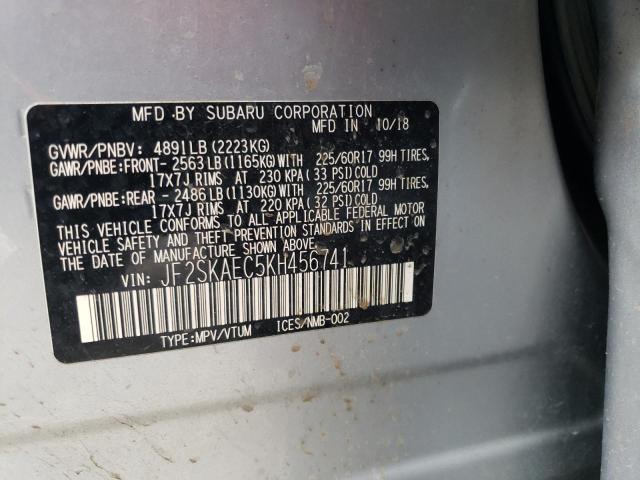 MFD BY SUBARU CORPORATION
MFD IN 10/18
GVWR/PNBV: 4891LB (2223KG)
GAWR/PNBE:FRONT- 2563LB (1165KG)WITH 225/60R17 99H TIRES,
17X7J RIMS AT 230 KPA (33 PSI)COLD
GAWR/PNBE:REAR - 2486LB (1130KG)WITH 225/60R17 99H TIRES,
17X7J RIMS AT 220 KPA (32 PSI)COLD
THIS VEHICLE CONFORMS TO ALL APPLICABLE FEDERAL MOTOR
VEHICLE SAFETY AND THEFT PREVENTION STANDARDS IN EFFECT ON
THE DATE OF MANUFACTURE SHOWN ABOVE.
VIN: JF2SKAEC5KH456741
TYPE:MPV/VTUM ICES/NMB-002